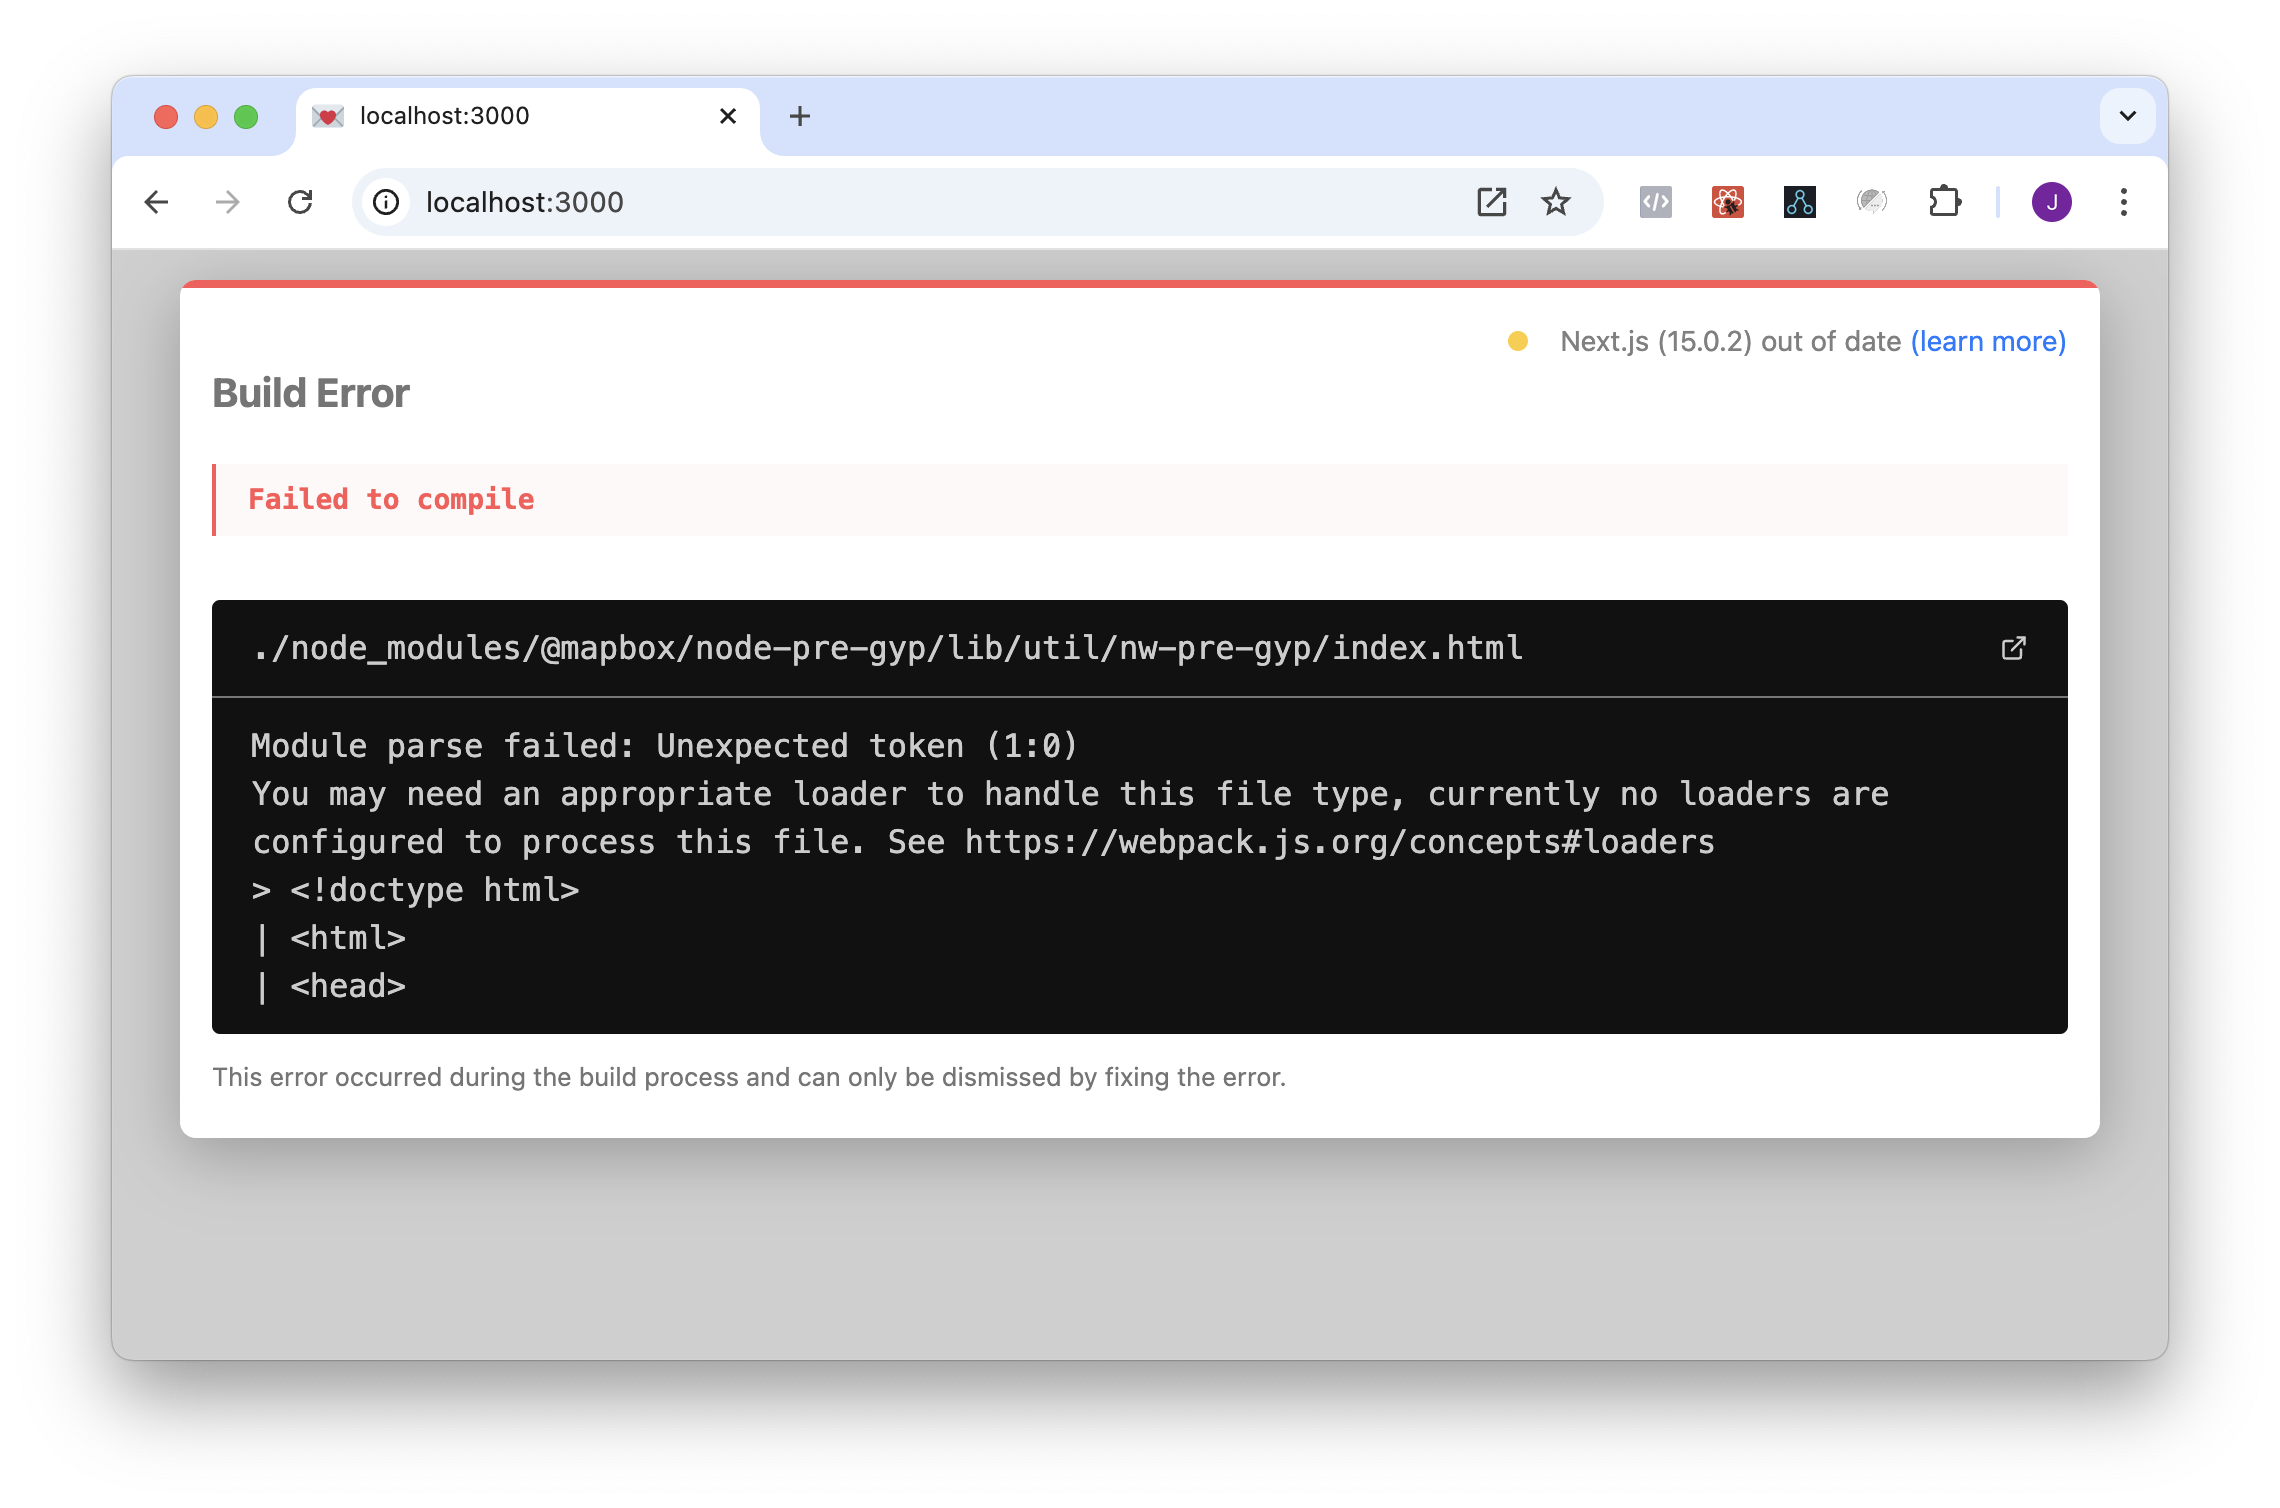 localhost:3000
localhost:3000
J
Next.js (15.0.2) out of date (learn more)
Build Error
Failed to compile
./node_modules/@mapbox/node-pre-gyp/lib/util/nw-pre-gyp/index.html
Module parse failed: Unexpected token (1:0)
You may need an appropriate loader to handle this file type, currently no loaders are
configured to process this file. See https://webpack.js.org/concepts#loaders
> <!doctype html>
| <html>
| <head>
This error occurred during the build process and can only be dismissed by fixing the error.